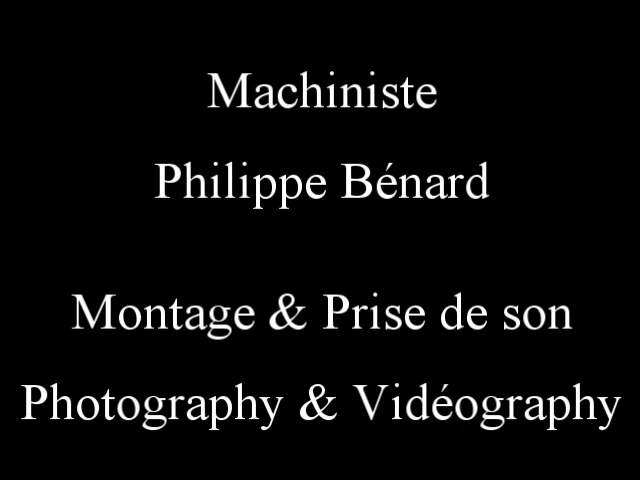 Machiniste
Philippe Bénard
Montage & Prise de son
Photography & Vidéography